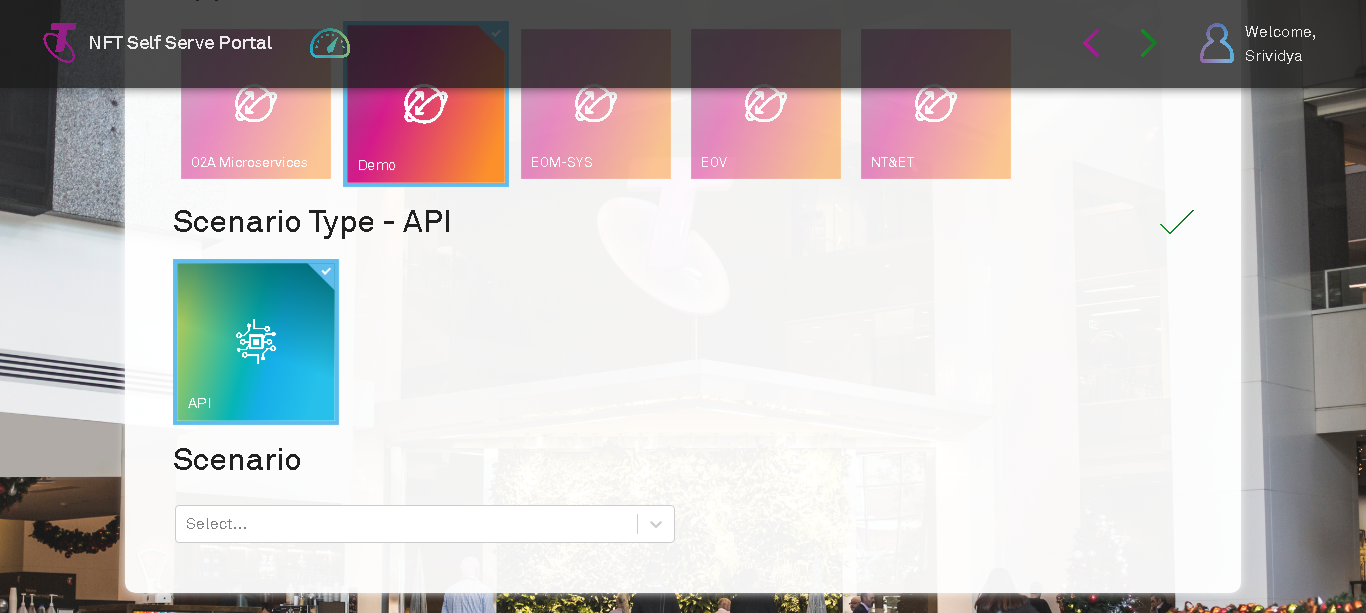 NFT Self Serve Portal
Welcome,
Srividya
O2A Microservices
Demo
EOM-SYS
EOV
NT&ET
Scenario Type - API
API
Scenario
Select...